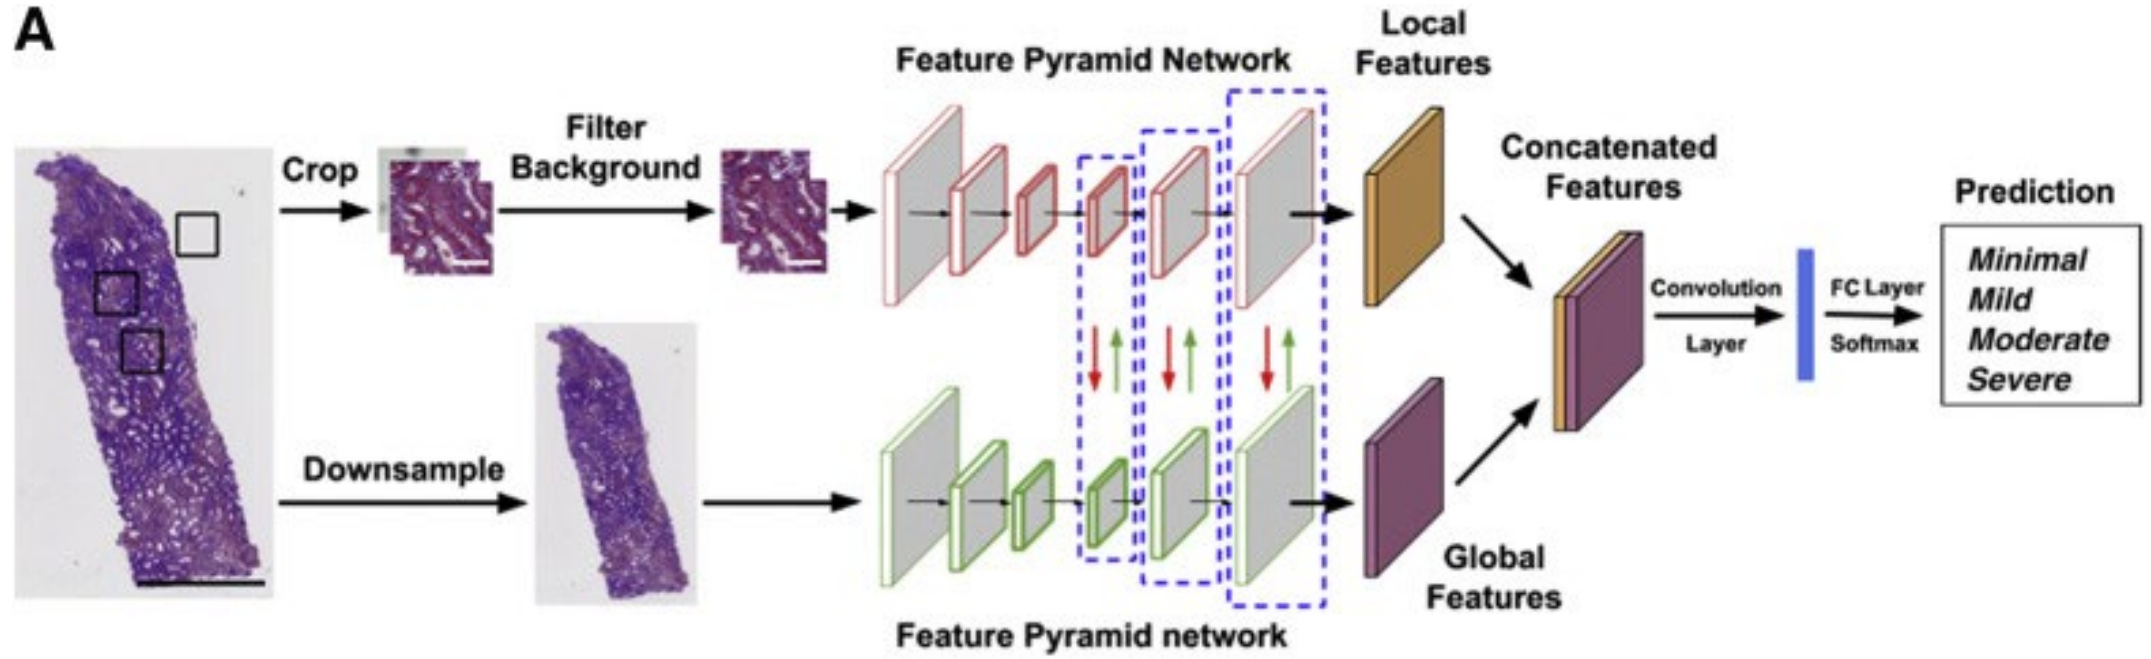 A
Feature Pyramid Network
Local
Features
Crop
Filter
Background
Concatenated
Features
Prediction
Minimal
Mild
Moderate
Severe
Convolution
Layer
FC Layer
Softmax
Downsample
Global
Features
Feature Pyramid network